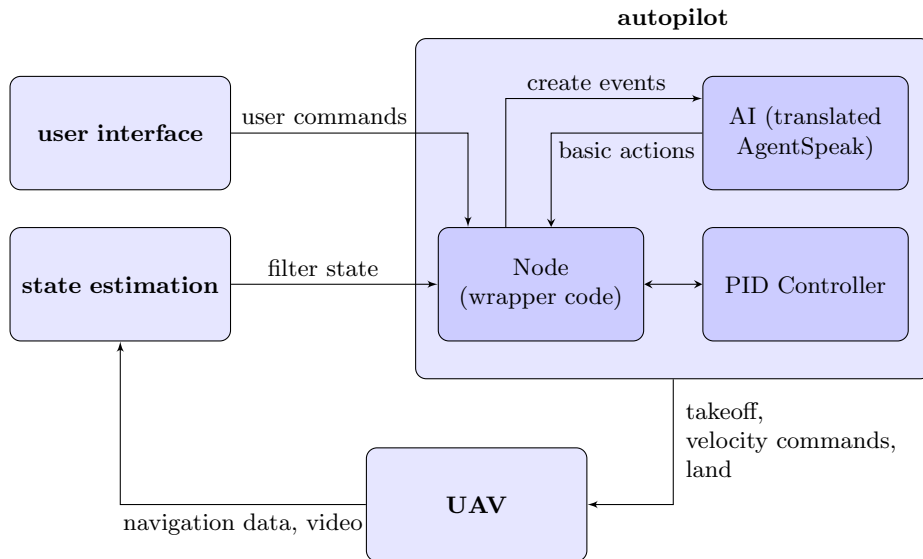 autopilot
create events
user interface
user commands
AI (translated
AgentSpeak)
basic actions
state estimation
filter state
Node
(wrapper code)
PID Controller
takeoff,
velocity commands,
land
UAV
navigation data, video